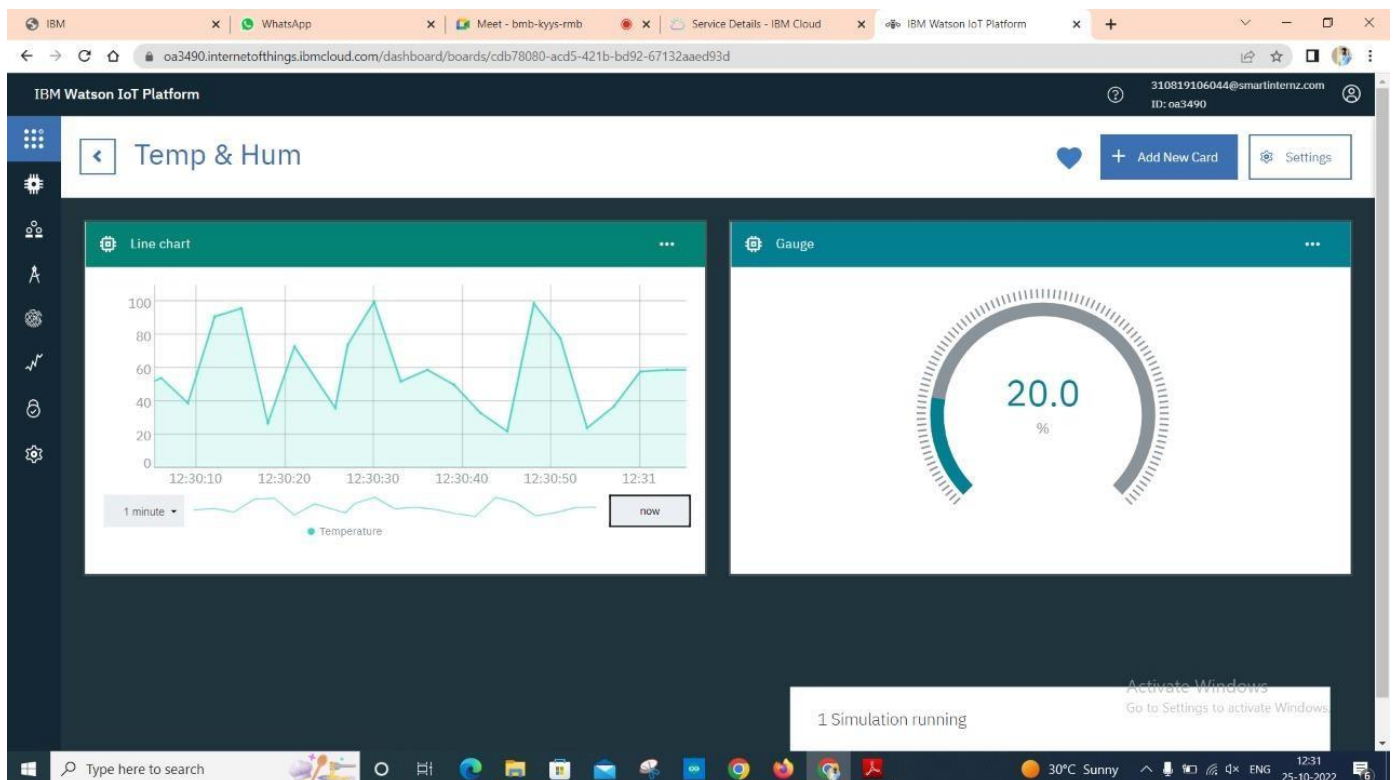 IBM
WhatsApp
Meet - bmb-kyys-rmb
Service Details - IBM Cloud
IBM Watson IoT Platform
oa3490.internetofthings.ibmcloud.com/dashboard/boards/cdb78080-acd5-421b-bd92-67132aaed93d
IBM Watson IoT Platform
310819106044@smartinternz.com
ID: oa3490
Temp & Hum
+ Add New Card
Settings
Line chart
100
80
60
40
20
0
12:30:10 12:30:20 12:30:30 12:30:40 12:30:50 12:31
1 minute
now
Temperature
Gauge
20.0
%
1 Simulation running
Activate Windows
Go to Settings to activate Windows.
Type here to search
30°C Sunny
ENG
12:31
25-10-2022
6